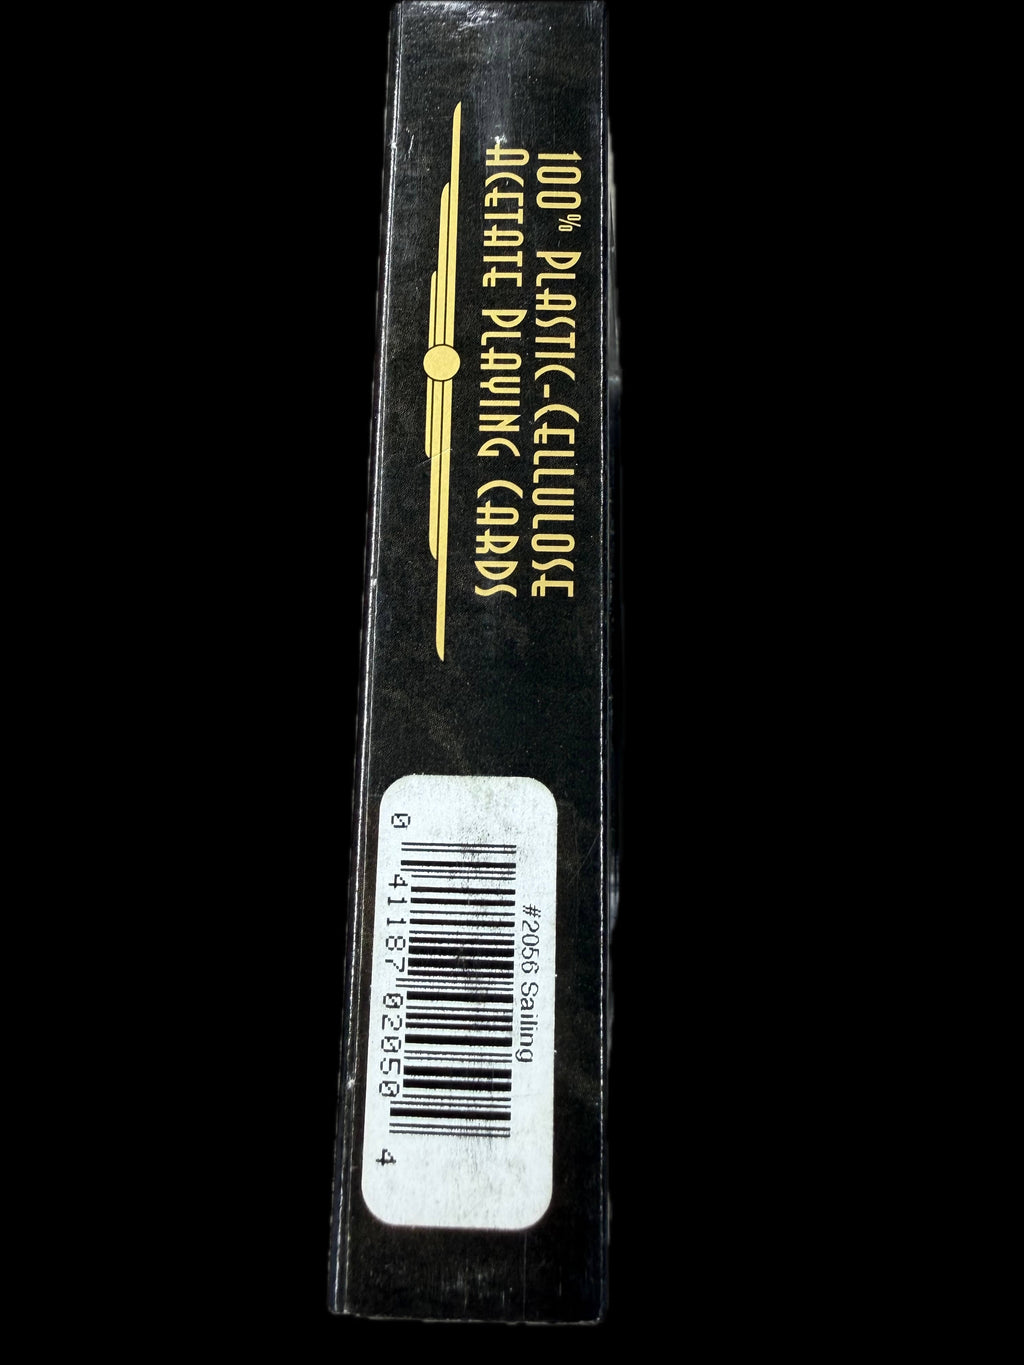 100% PLASTIC-CELLULOSE
ACETATE PLAYING CARDS
#2056 Sailing
0 41187 02050 4